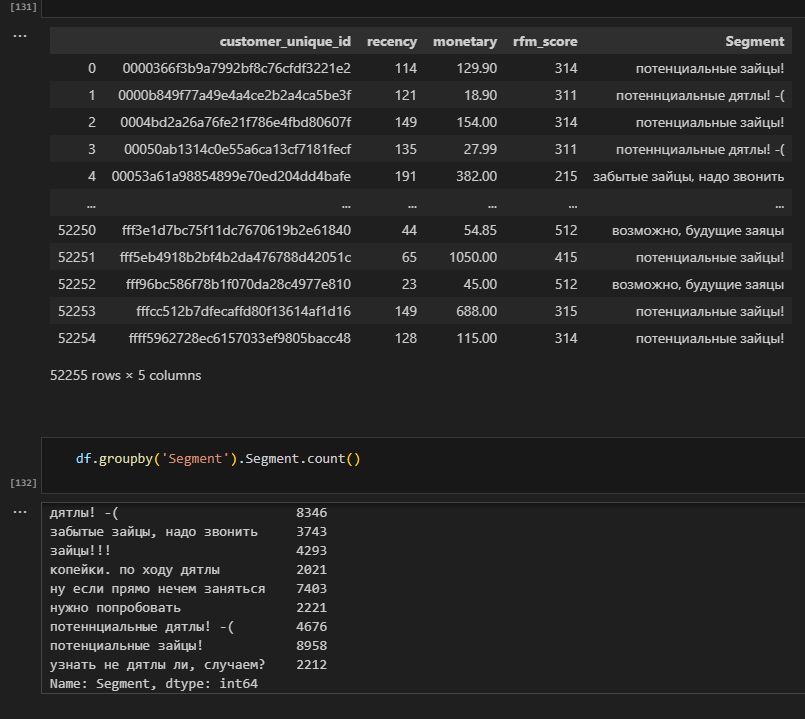 [131]
...
customer_unique_id recency monetary rfm_score Segment
0 0000366f3b9a7992bf8c76cfdf3221e2 114 129.90 314 потенциальные зайцы!
1 0000b849f77a49e4a4ce2b2a4ca5be3f 121 18.90 311 потеннциальные дятлы! -(
2 0004bd2a26a76fe21f786e4fbd80607f 149 154.00 314 потенциальные зайцы!
3 00050ab1314c0e55a6ca13cf7181fecf 135 27.99 311 потеннциальные дятлы! -(
4 00053a61a98854899e70ed204dd4bafe 191 382.00 215 забытые зайцы, надо звонить
... ... ... ... ... ...
52250 fff3e1d7bc75f11dc7670619b2e61840 44 54.85 512 возможно, будущие заяцы
52251 fff5eb4918b2bf4b2da476788d42051c 65 1050.00 415 потенциальные зайцы!
52252 fff96bc586f78b1f070da28c4977e810 23 45.00 512 возможно, будущие заяцы
52253 fffcc512b7dfecaffd80f13614af1d16 149 688.00 315 потенциальные зайцы!
52254 ffff5962728ec6157033ef9805bacc48 128 115.00 314 потенциальные зайцы!
52255 rows × 5 columns
df.groupby('Segment').Segment.count()
[132]
...
дятлы! -( 8346
забытые зайцы, надо звонить 3743
зайцы!!! 4293
копейки. по ходу дятлы 2021
ну если прямо нечем заняться 7403
нужно попробовать 2221
потеннциальные дятлы! -( 4676
потенциальные зайцы! 8958
узнать не дятлы ли, случаем? 2212
Name: Segment, dtype: int64